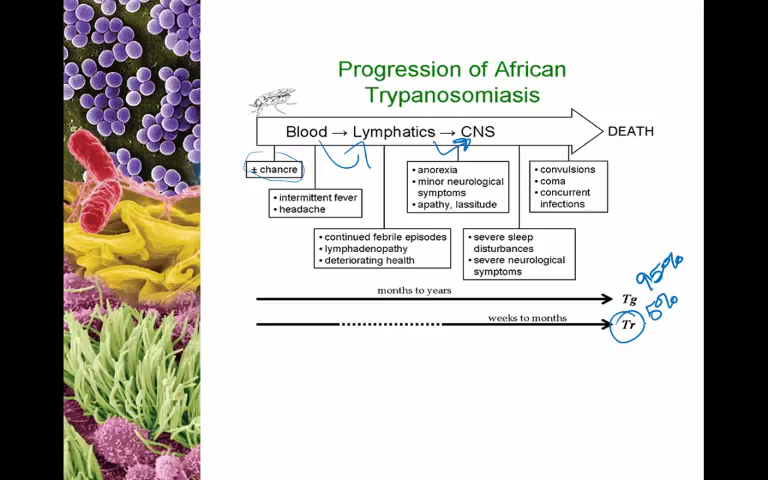 Progression of African
Trypanosomiasis
Blood → Lymphatics → CNS
DEATH
± chancre
• intermittent fever
• headache
• continued febrile episodes
• lymphadenopathy
• deteriorating health
• anorexia
• minor neurological
symptoms
• apathy, lassitude
• severe sleep
disturbances
• severe neurological
symptoms
• convulsions
• coma
• concurrent
infections
95%
months to years
Tg
5%
weeks to months
Tr